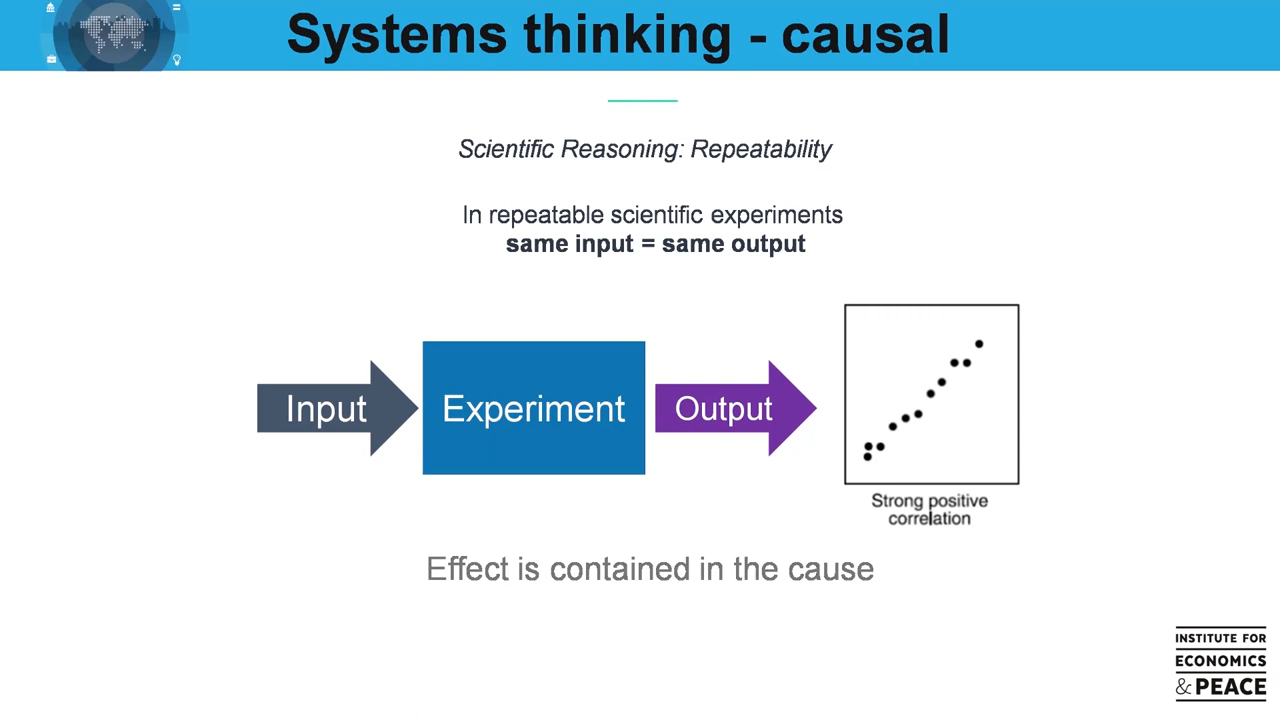 Systems thinking - causal
Scientific Reasoning: Repeatability
In repeatable scientific experiments
same input = same output
Input
Experiment
Output
Strong positive
correlation
Effect is contained in the cause
INSTITUTE FOR
ECONOMICS
& PEACE